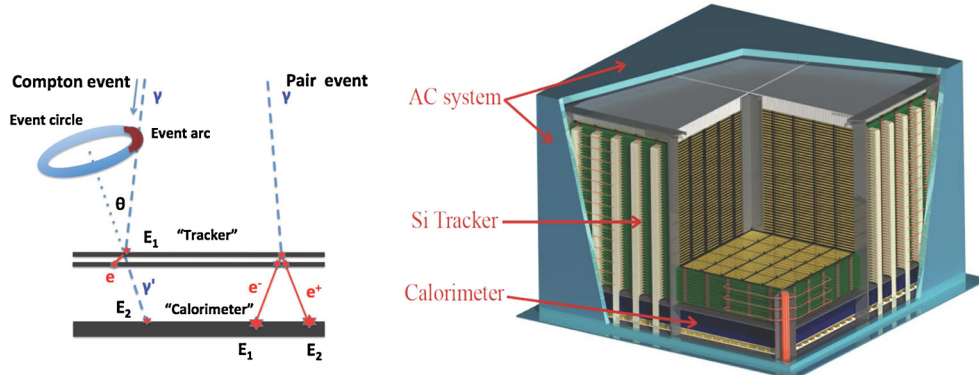 Compton event
Pair event
γ
γ
Event circle
Event arc
θ
E1
“Tracker”
e
γ'
e-
e+
E2
“Calorimeter”
E1
E2
AC system
Si Tracker
Calorimeter